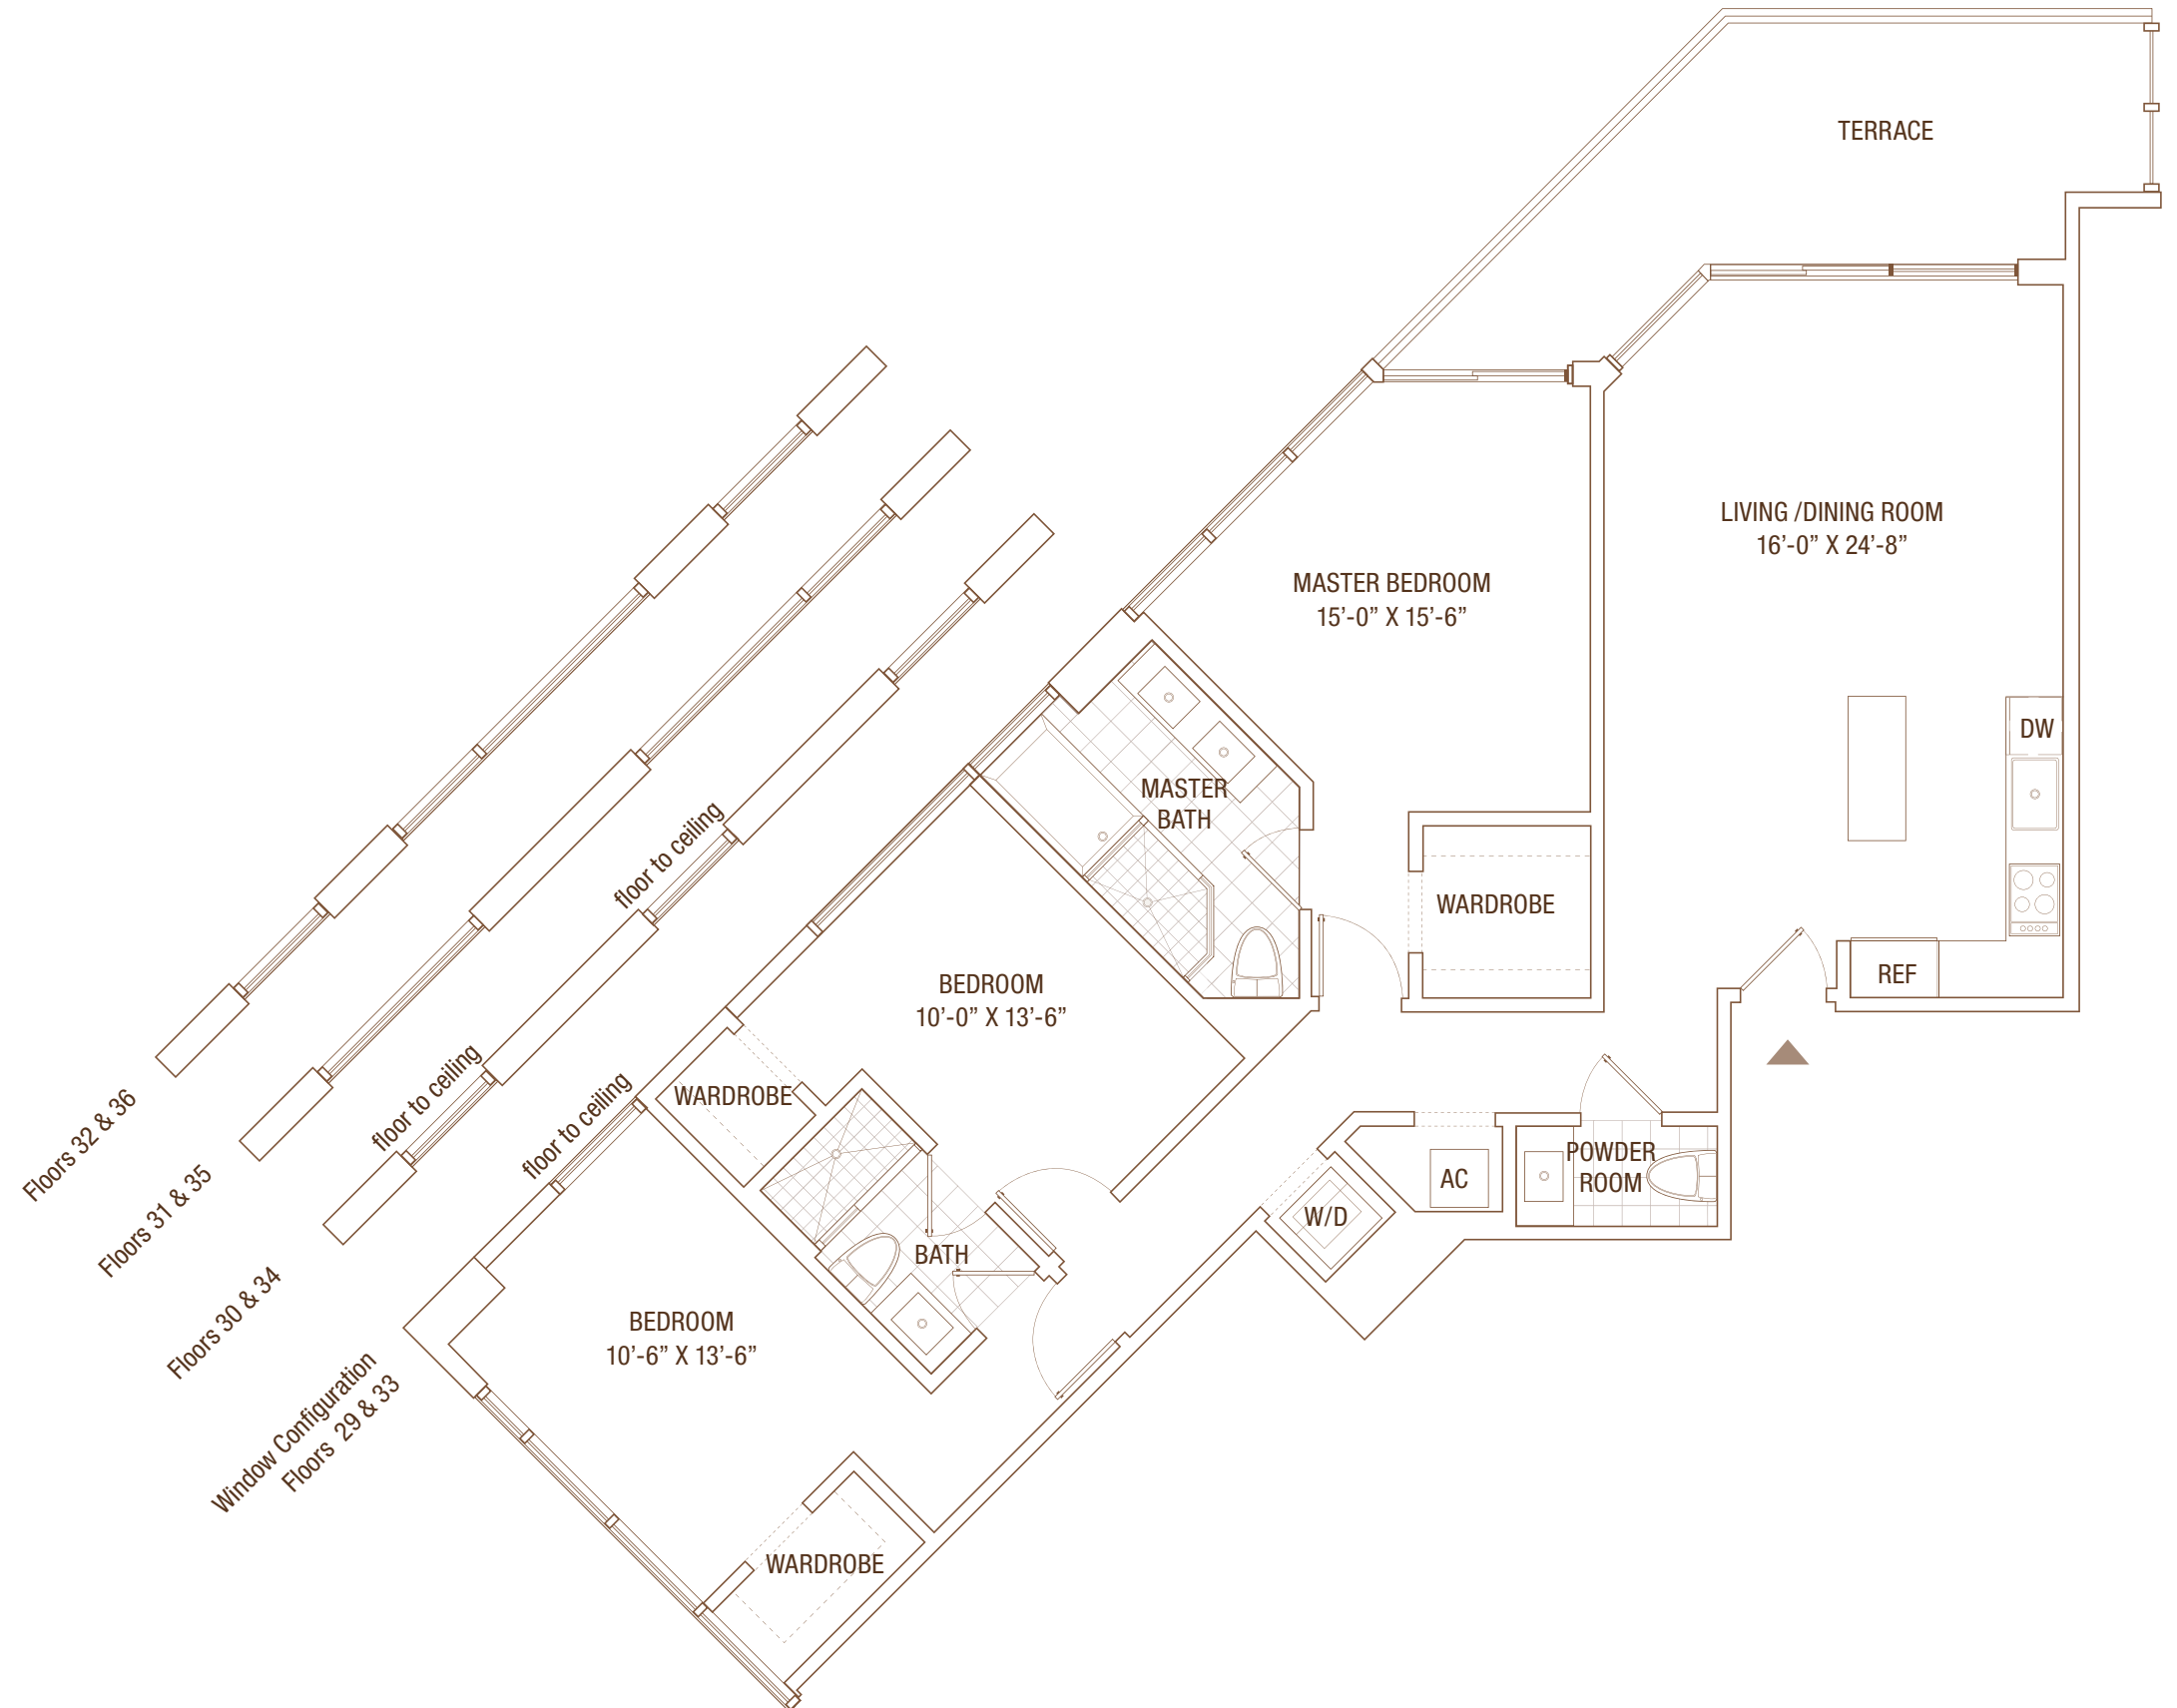 TERRACE
LIVING /DINING ROOM
16’-0” X 24’-8”
MASTER BEDROOM
15’-0” X 15’-6”
DW
MASTER
BATH
WARDROBE
REF
BEDROOM
10’-0” X 13’-6”
WARDROBE
POWDER
ROOM
AC
W/D
BATH
BEDROOM
10’-6” X 13’-6”
WARDROBE
floor to ceiling
floor to ceiling
floor to ceiling
Floors 32 & 36
Floors 31 & 35
Floors 30 & 34
Window Configuration
Floors 29 & 33